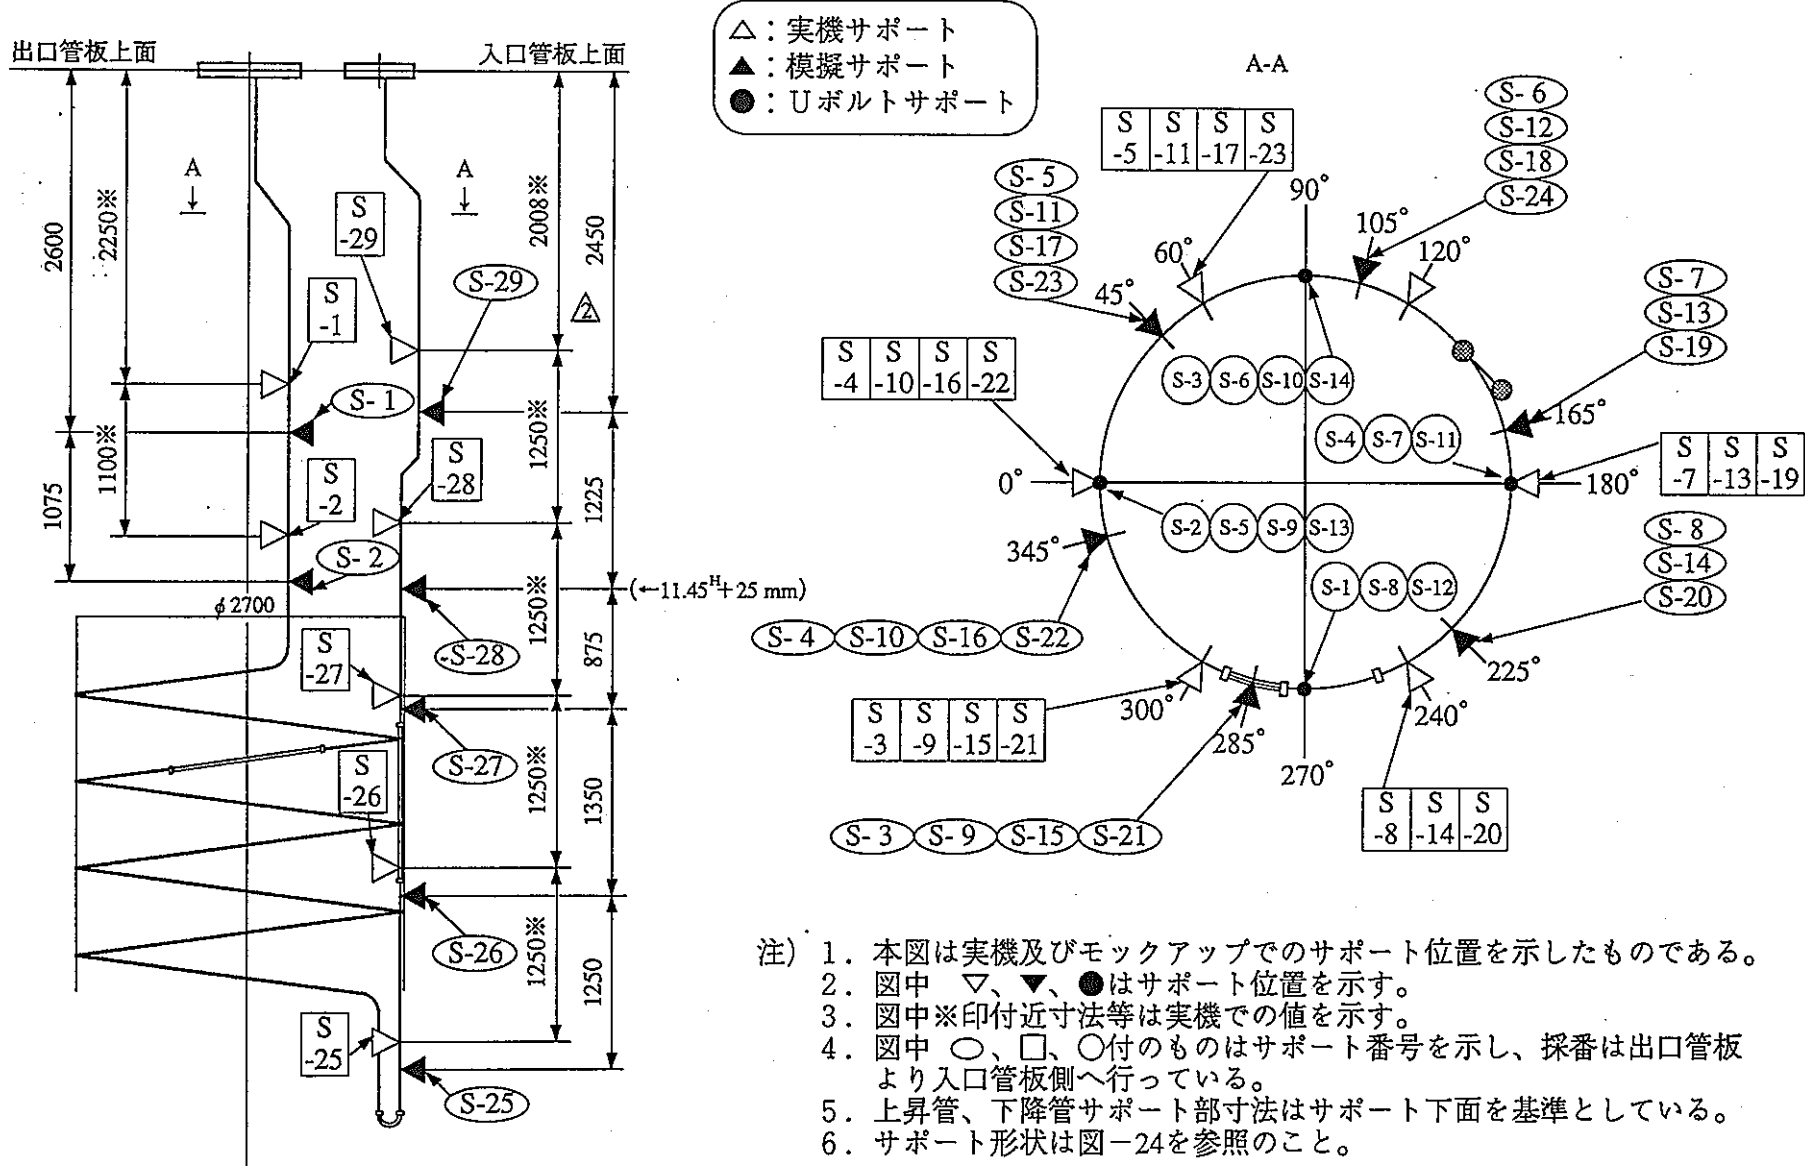 △：実機サポート
▲：模擬サポート
●：Uボルトサポート
出口管板上面
入口管板上面
A
A
2600
2250※
1075
1100※
2008※
2450
1250※
1225
1250※
875
1250※
1350
1250※
1250
2
S
-29
S-29
S
-1
S- 1
S
-2
S- 2
S
-28
S-28
(←11.45ᴴ+25 mm)
φ2700
S
-27
S-27
S
-26
S-26
S
-25
S-25
A-A
S S S S
-5 -11 -17 -23
S- 6
S-12
S-18
S-24
S- 5
S-11
S-17
S-23
90°
105°
120°
60°
45°
S- 7
S-13
S-19
S S S S
-4 -10 -16 -22
S-3 S-6 S-10 S-14
S-4 S-7 S-11
165°
0°
180°
S S S
-7 -13 -19
S-2 S-5 S-9 S-13
345°
S- 8
S-14
S-20
S-1 S-8 S-12
S- 4 S-10 S-16 S-22
225°
300°
285°
240°
270°
S S S S
-3 -9 -15 -21
S- 3 S- 9 S-15 S-21
S S S
-8 -14 -20
注） 1． 本図は実機及びモックアップでのサポート位置を示したものである。
2． 図中 ▽、▼、●はサポート位置を示す。
3． 図中※印付近寸法等は実機での値を示す。
4． 図中 ⬭、□、○付のものはサポート番号を示し、採番は出口管板
より入口管板側へ行っている。
5． 上昇管、下降管サポート部寸法はサポート下面を基準としている。
6． サポート形状は図－24を参照のこと。